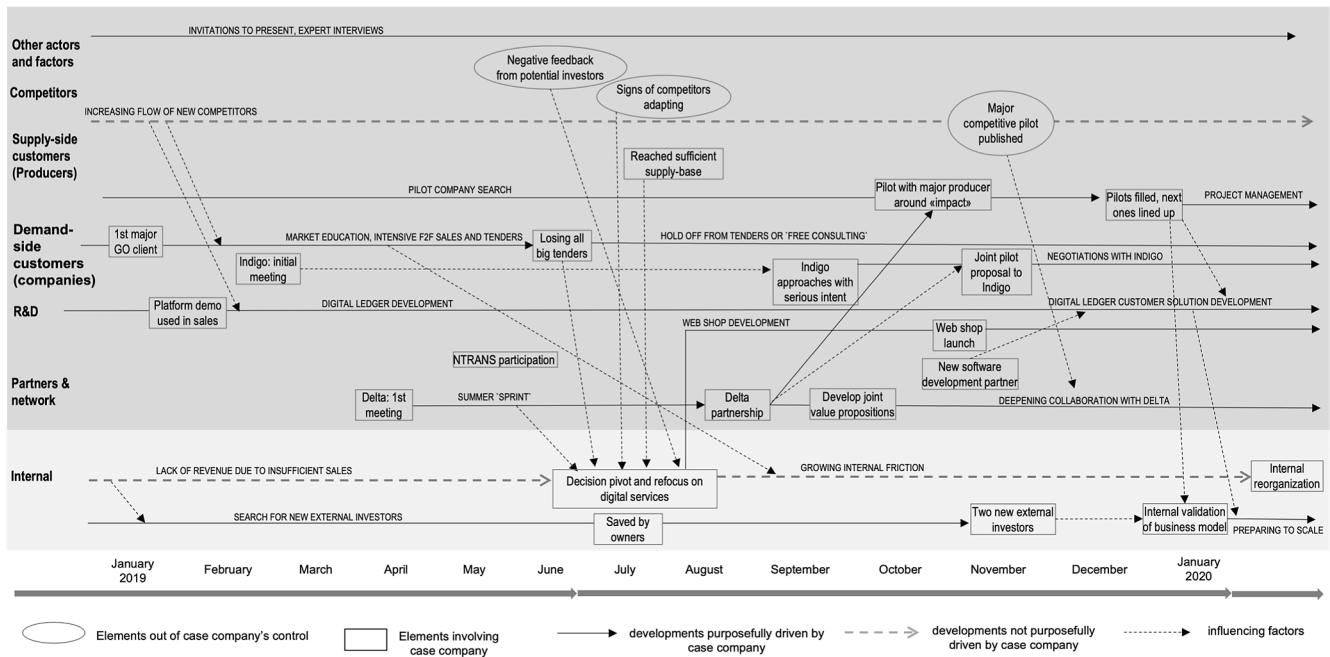 INVITATIONS TO PRESENT, EXPERT INTERVIEWS
Other actors
and factors
Negative feedback
from potential investors
Competitors
Signs of competitors
adapting
INCREASING FLOW OF NEW COMPETITORS
Major
competitive pilot
published
Supply-side
customers
(Producers)
Reached sufficient
supply-base
PILOT COMPANY SEARCH
Pilot with major producer
around «impact»
Pilots filled, next
ones lined up
PROJECT MANAGEMENT
Demand-
side
customers
(companies)
1st major
GO client
MARKET EDUCATION, INTENSIVE F2F SALES AND TENDERS
Losing all
big tenders
HOLD OFF FROM TENDERS OR ‘FREE CONSULTING’
Indigo: initial
meeting
Indigo
approaches with
serious intent
Joint pilot
proposal to
Indigo
NEGOTIATIONS WITH INDIGO
R&D
Platform demo
used in sales
DIGITAL LEDGER DEVELOPMENT
DIGITAL LEDGER CUSTOMER SOLUTION DEVELOPMENT
WEB SHOP DEVELOPMENT
Web shop
launch
NTRANS participation
New software
development partner
Partners &
network
Delta: 1st
meeting
SUMMER ‘SPRINT’
Delta
partnership
Develop joint
value propositions
DEEPENING COLLABORATION WITH DELTA
Internal
LACK OF REVENUE DUE TO INSUFFICIENT SALES
Decision pivot and refocus on
digital services
GROWING INTERNAL FRICTION
Internal
reorganization
SEARCH FOR NEW EXTERNAL INVESTORS
Saved by
owners
Two new external
investors
Internal validation
of business model
PREPARING TO SCALE
January
2019
February
March
April
May
June
July
August
September
October
November
December
January
2020
Elements out of case company’s control
Elements involving
case company
developments purposefully driven by
case company
developments not purposefully
driven by case company
influencing factors